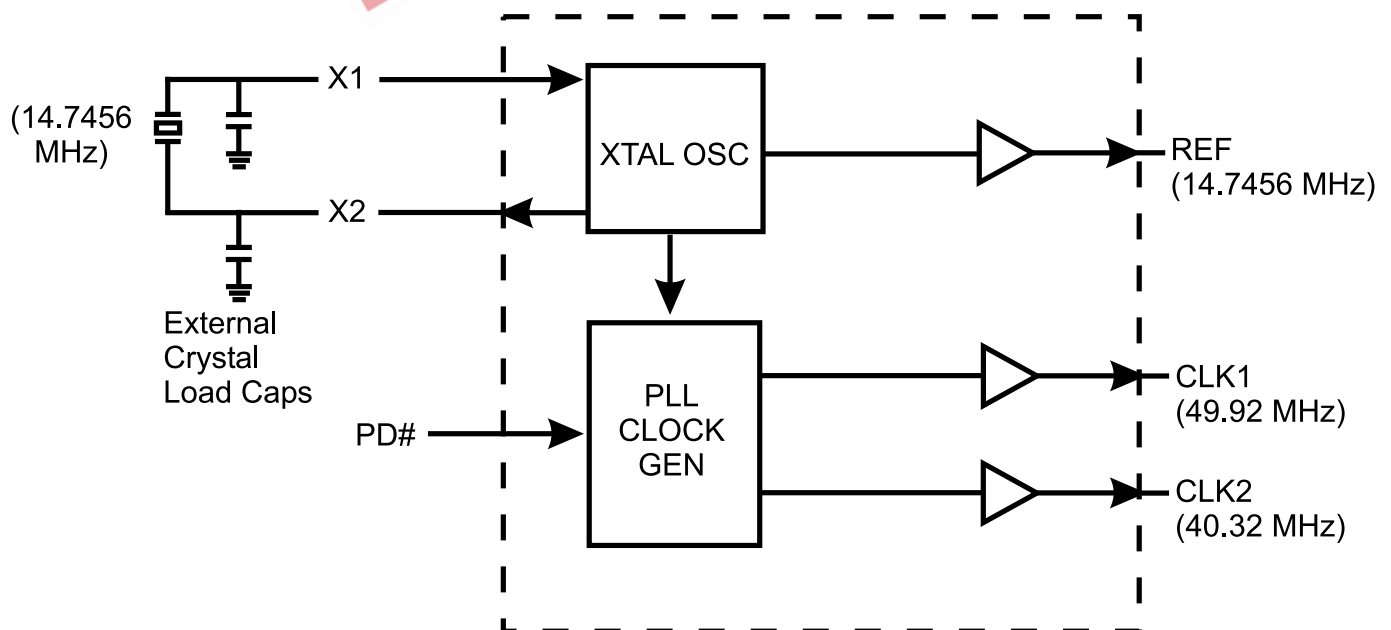 (14.7456
MHz)
X1
XTAL OSC
REF
(14.7456 MHz)
X2
External
Crystal
Load Caps
PD#
PLL
CLOCK
GEN
CLK1
(49.92 MHz)
CLK2
(40.32 MHz)